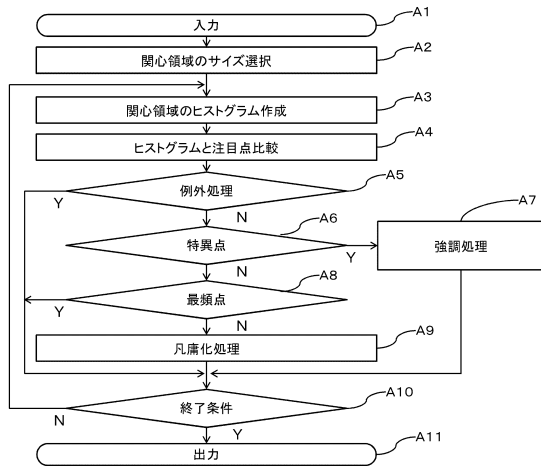 入力
A1
関心領域のサイズ選択
A2
関心領域のヒストグラム作成
A3
ヒストグラムと注目点比較
A4
例外処理
A5
Y
N
特異点
A6
Y
N
強調処理
A7
最頻点
A8
Y
N
凡庸化処理
A9
終了条件
A10
N
Y
出力
A11